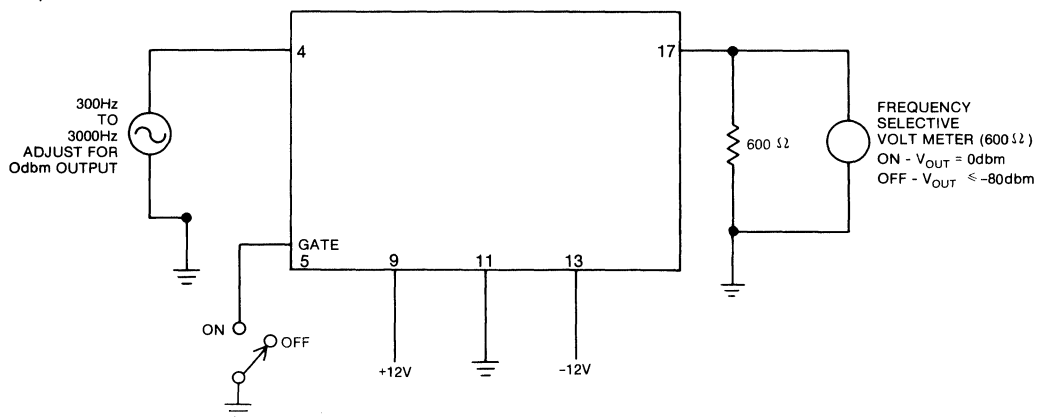 4
17
300Hz
TO
3000Hz
ADJUST FOR
Odbm OUTPUT
600 Ω
FREQUENCY
SELECTIVE
VOLT METER (600Ω)
ON - VOUT = 0dbm
OFF - VOUT ≤ -80dbm
GATE
5
9
11
13
ON
OFF
+12V
-12V